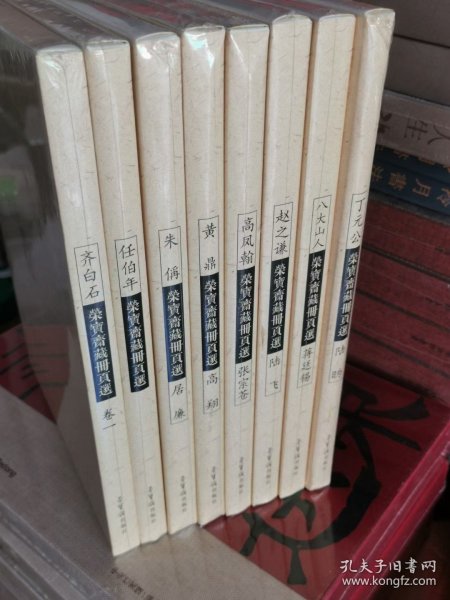 齐白石 榮寶齋藏冊頁選 卷一
任伯年 榮寶齋藏冊頁選
朱偁 榮寶齋藏冊頁選 居廉
黄鼎 榮寶齋藏冊頁選 高翔
高凤翰 榮寶齋藏冊頁選 张宗苍
赵之谦 榮寶齋藏冊頁選 陆飞
八大山人 榮寶齋藏冊頁選 蒋廷锡
丁元公 榮寶齋藏冊頁選 陆
人生
冷月
孔夫子旧书网
www.kongfz.com